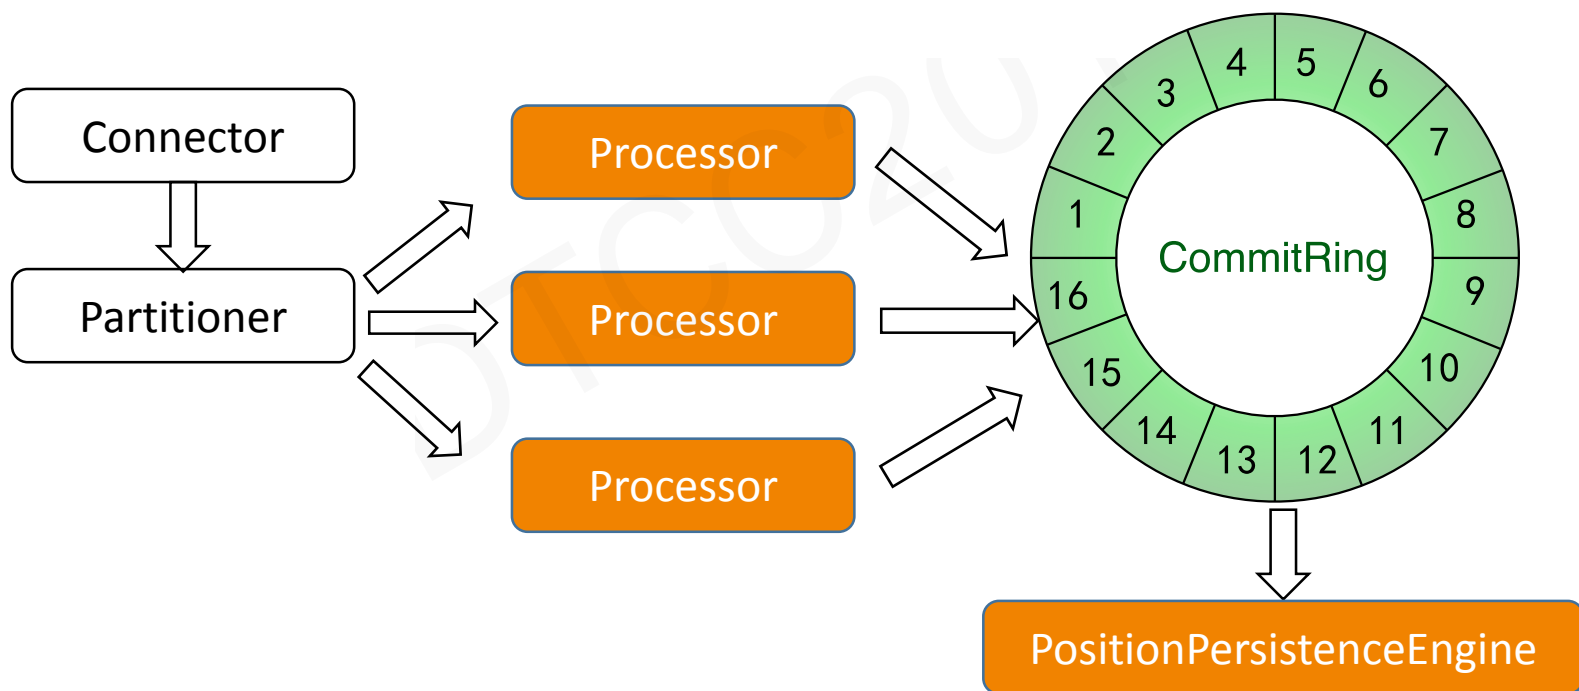 Connector
Partitioner
Processor
Processor
Processor
1
2
3
4
5
6
7
8
9
10
11
12
13
14
15
16
CommitRing
PositionPersistenceEngine